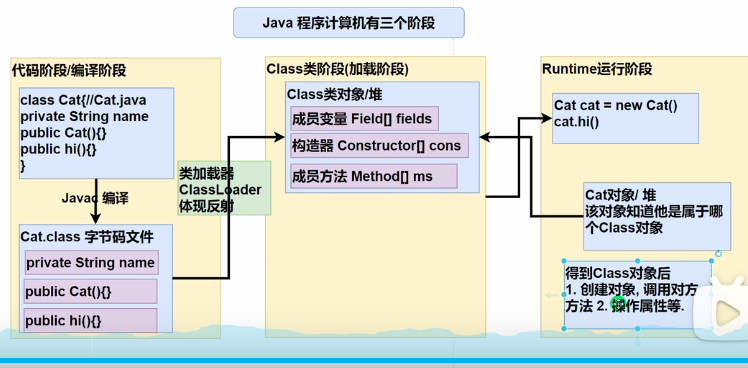 Java 程序计算机有三个阶段
代码阶段/编译阶段
class Cat{//Cat.java
private String name
public Cat(){}
public hi(){}
}
Javac 编译
Cat.class 字节码文件
private String name
public Cat(){}
public hi(){}
类加载器
ClassLoader
体现反射
Class类阶段(加载阶段)
Class类对象/堆
成员变量 Field[] fields
构造器 Constructor[] cons
成员方法 Method[] ms
Runtime运行阶段
Cat cat = new Cat()
cat.hi()
Cat对象/ 堆
该对象知道他是属于哪
个Class对象
得到Class对象后
1. 创建对象, 调用对方
方法 2. 操作属性等.